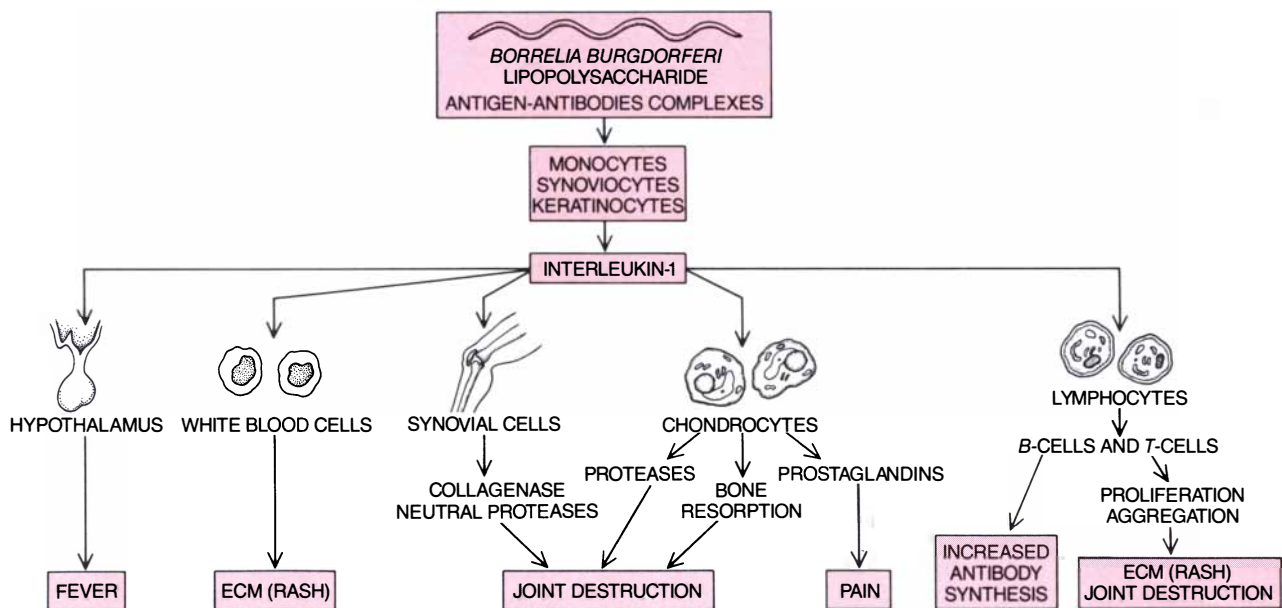 BORRELIA BURGDORFERI
LIPOPOLYSACCHARIDE
ANTIGEN-ANTIBODIES COMPLEXES
MONOCYTES
SYNOVIOCYTES
KERATINOCYTES
INTERLEUKIN-1
HYPOTHALAMUS
WHITE BLOOD CELLS
SYNOVIAL CELLS
CHONDROCYTES
LYMPHOCYTES
B-CELLS AND T-CELLS
COLLAGENASE
NEUTRAL PROTEASES
PROTEASES
BONE
RESORPTION
PROSTAGLANDINS
PROLIFERATION
AGGREGATION
FEVER
ECM (RASH)
JOINT DESTRUCTION
PAIN
INCREASED
ANTIBODY
SYNTHESIS
ECM (RASH)
JOINT DESTRUCTION